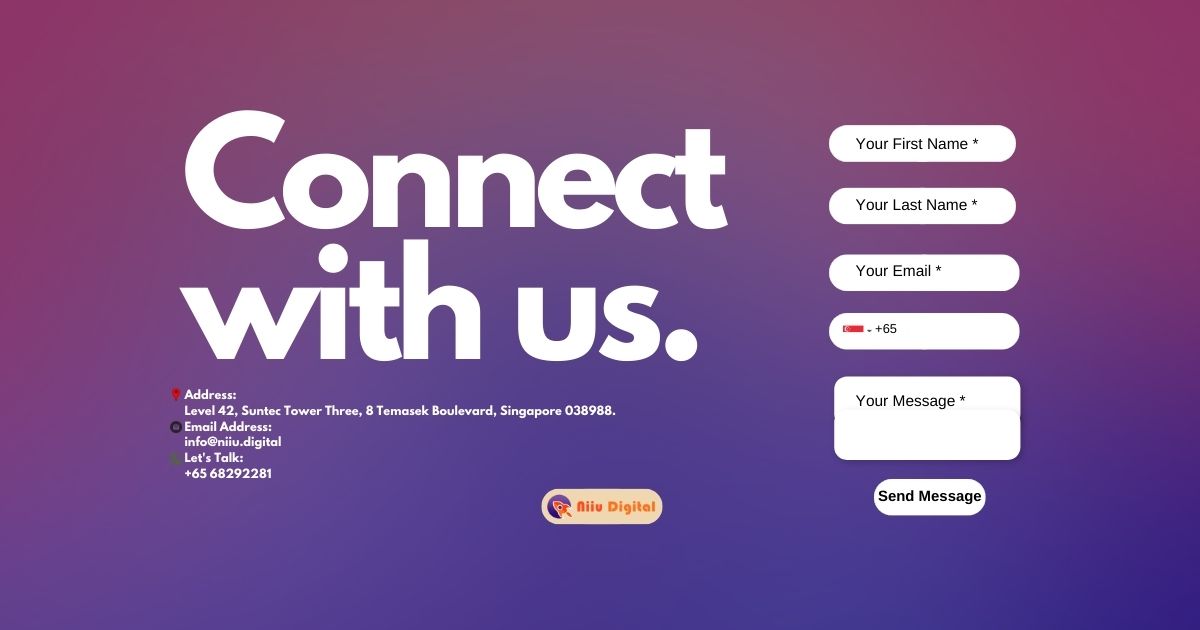 Connect
with us.
Address:
Level 42, Suntec Tower Three, 8 Temasek Boulevard, Singapore 038988.
Email Address:
info@niiu.digital
Let's Talk:
+65 68292281
Niiu Digital
Your First Name *
Your Last Name *
Your Email *
+65
Your Message *
Send Message